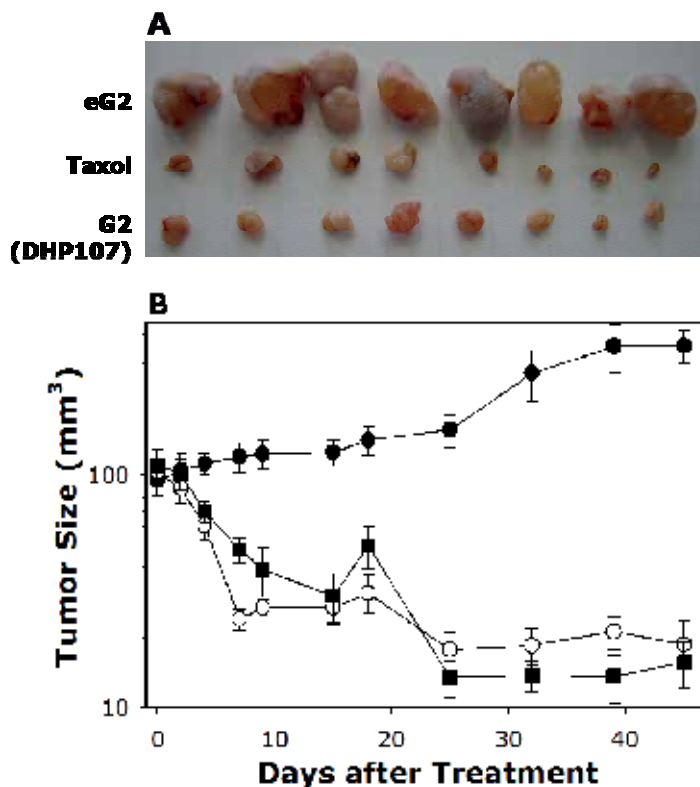 A
eG2
Taxol
G2
(DHP107)
B
Tumor Size (mm³)
100
10
0 10 20 30 40
Days after Treatment